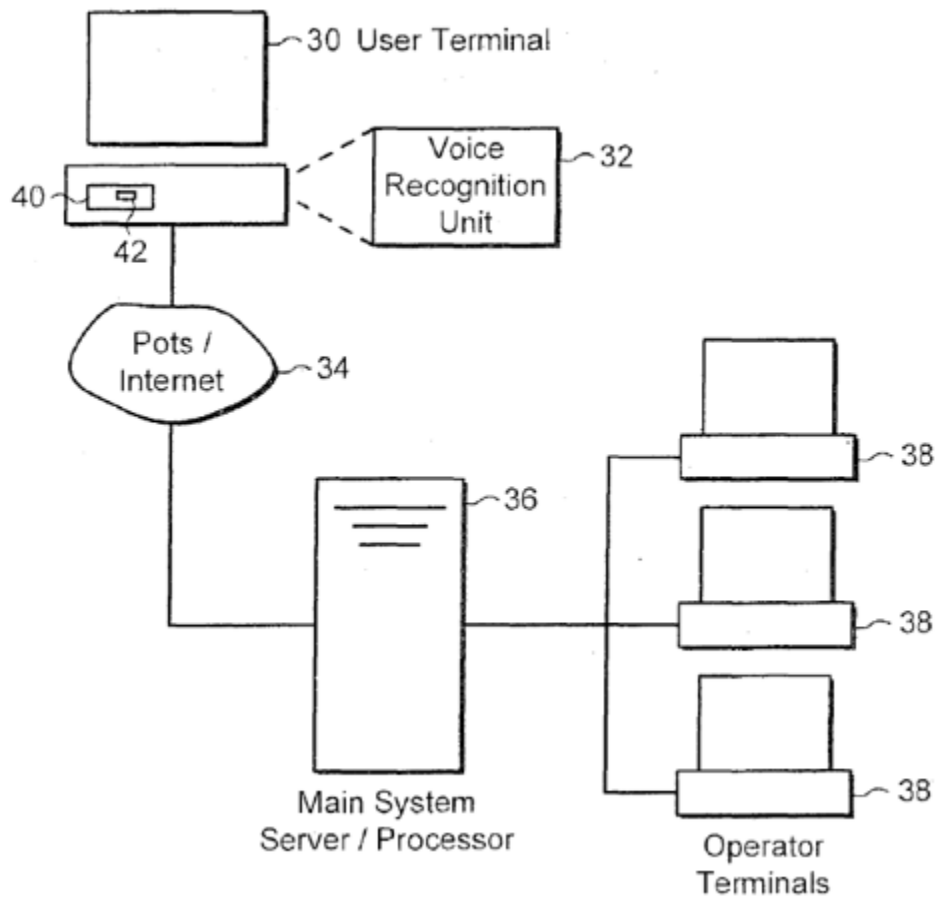 30 User Terminal
Voice
Recognition
Unit
32
40
42
Pots /
Internet
34
36
38
38
38
Main System
Server / Processor
Operator
Terminals